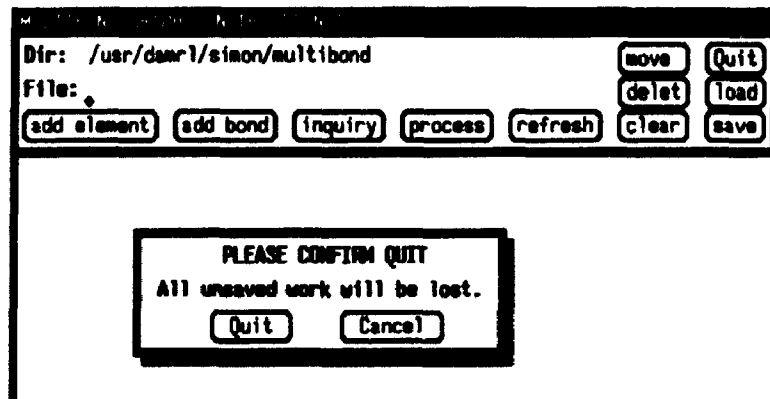 Dir: /usr/damrl/simon/multibond
move Quit
File:
delet load
add element add bond inquiry process refresh clear save
PLEASE CONFIRM QUIT
All unsaved work will be lost.
Quit Cancel